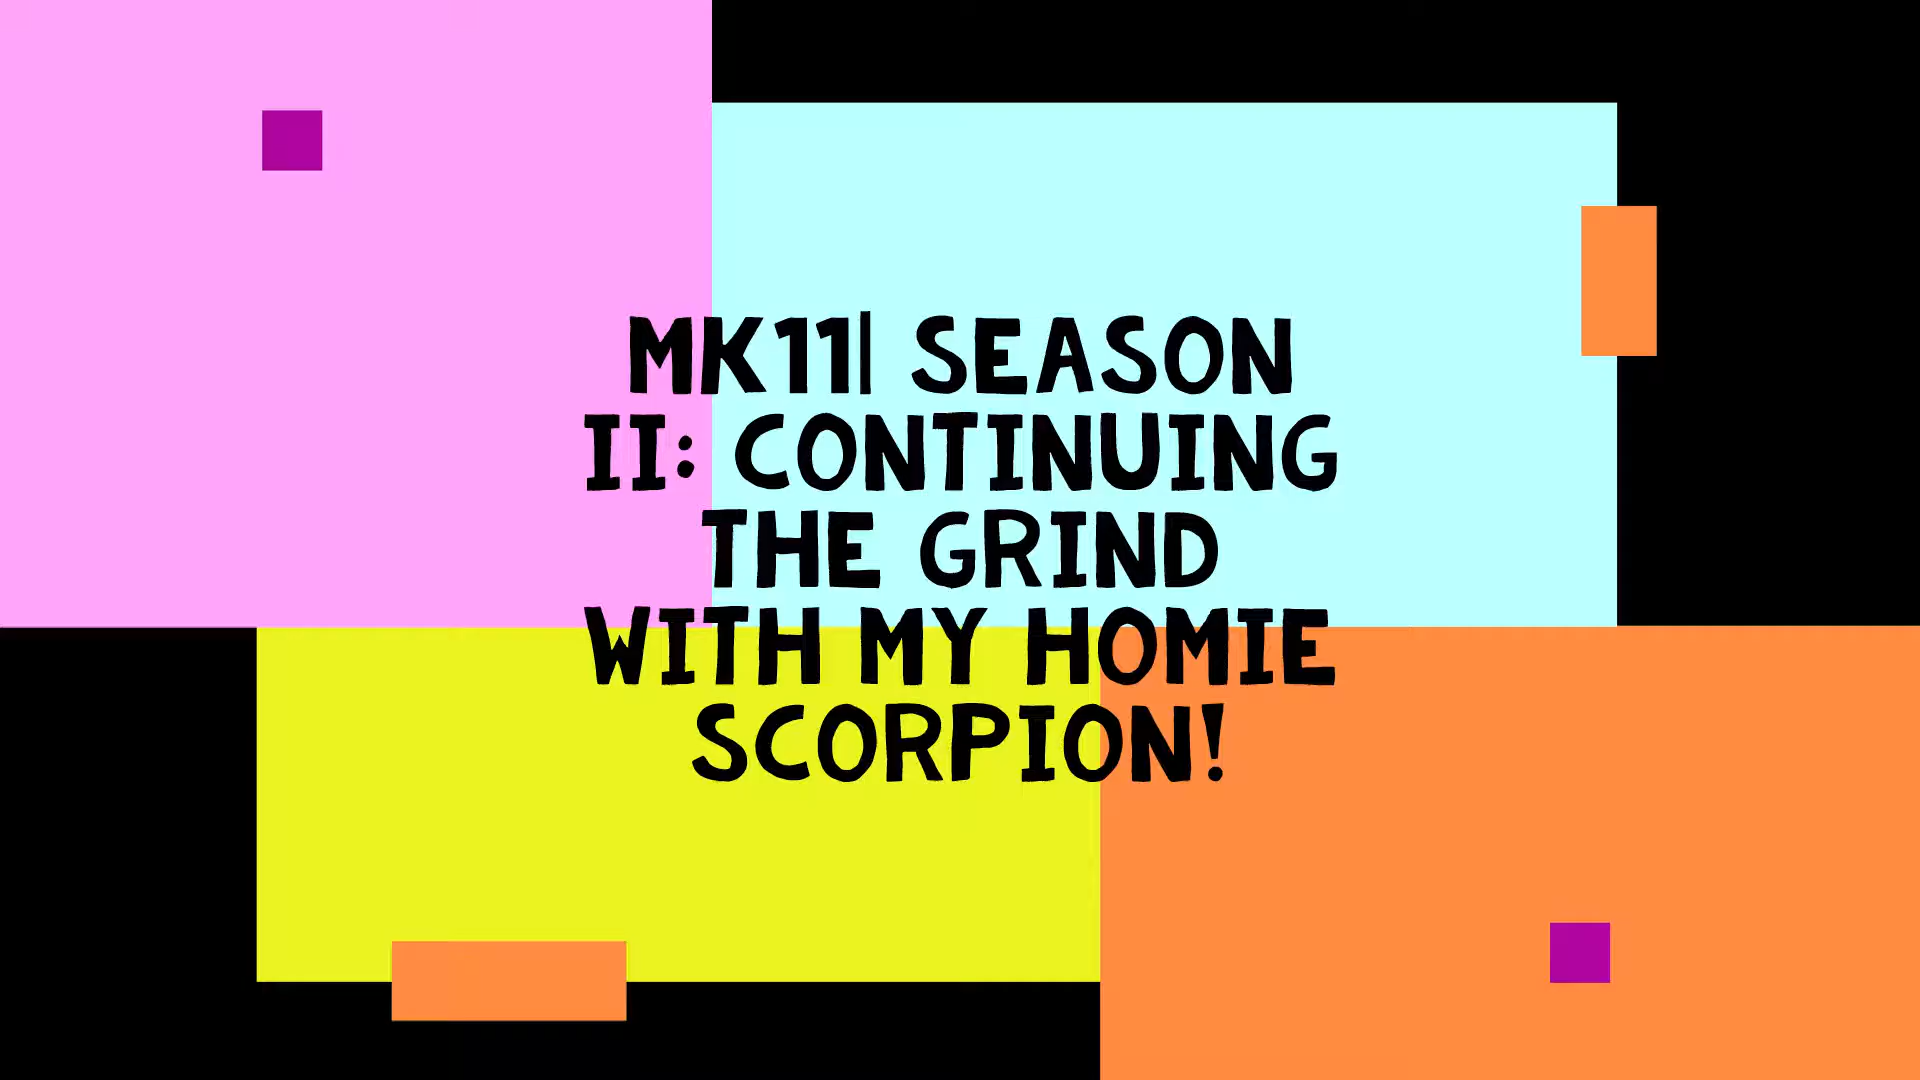 MK11| SEASON
II: CONTINUING
THE GRIND
WITH MY HOMIE
SCORPION!